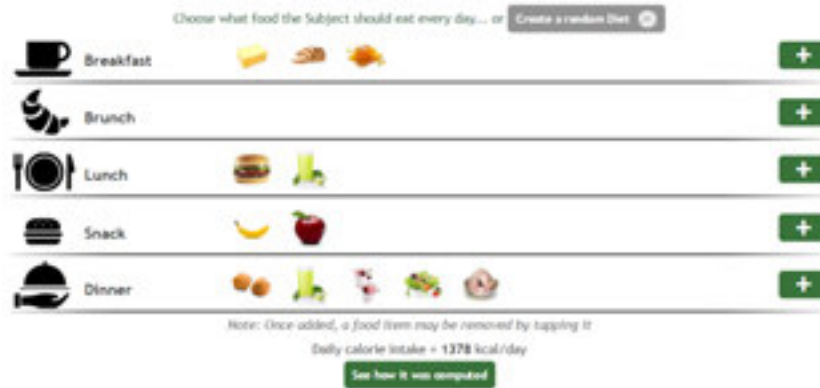 Choose what food the Subject should eat every day... or Create a random Diet
Breakfast
Brunch
Lunch
Snack
Dinner
Note: Once added, a food item may be removed by tapping it
Daily calorie intake = 1378 kcal/day
See how it was computed